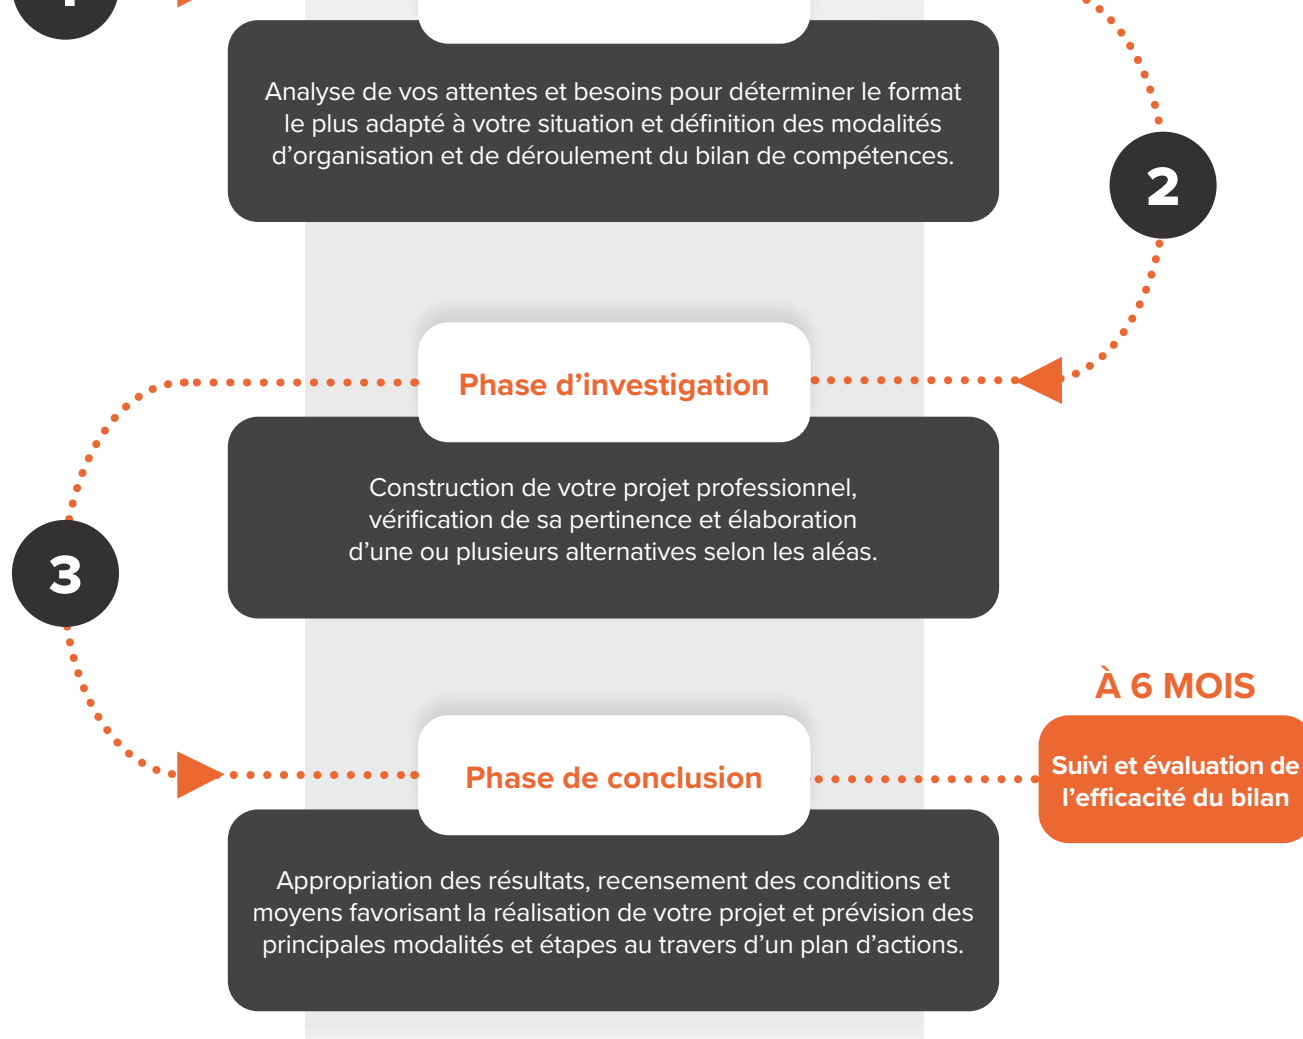 Analyse de vos attentes et besoins pour déterminer le format
le plus adapté à votre situation et définition des modalités
d’organisation et de déroulement du bilan de compétences.
2
Phase d’investigation
Construction de votre projet professionnel,
vérification de sa pertinence et élaboration
d’une ou plusieurs alternatives selon les aléas.
3
À 6 MOIS
Suivi et évaluation de
l’efficacité du bilan
Phase de conclusion
Appropriation des résultats, recensement des conditions et
moyens favorisant la réalisation de votre projet et prévision des
principales modalités et étapes au travers d’un plan d’actions.